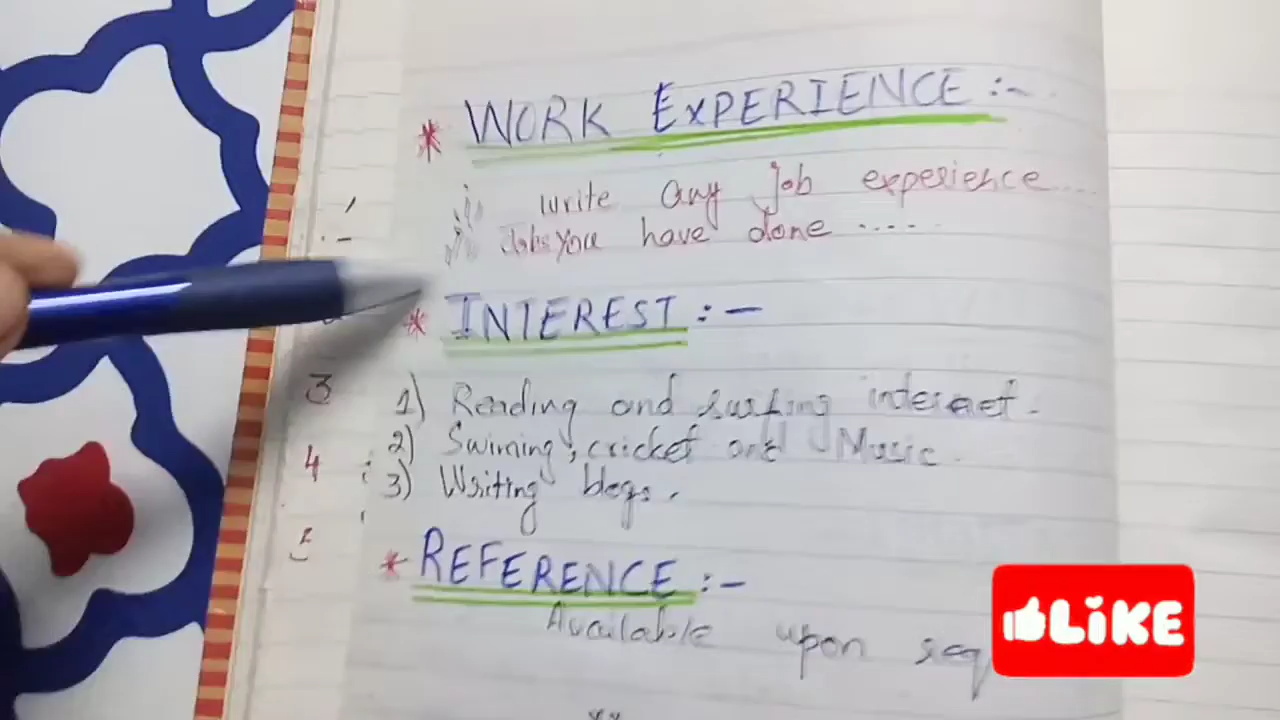 * WORK EXPERIENCE :-
write any job experience....
Jobs you have done .....
* INTEREST : -
1) Reading and surfing internet.
2) Swiming, cricket and Music.
3) Writing blogs.
* REFERENCE :-
Available upon req
LIKE
3
4
5